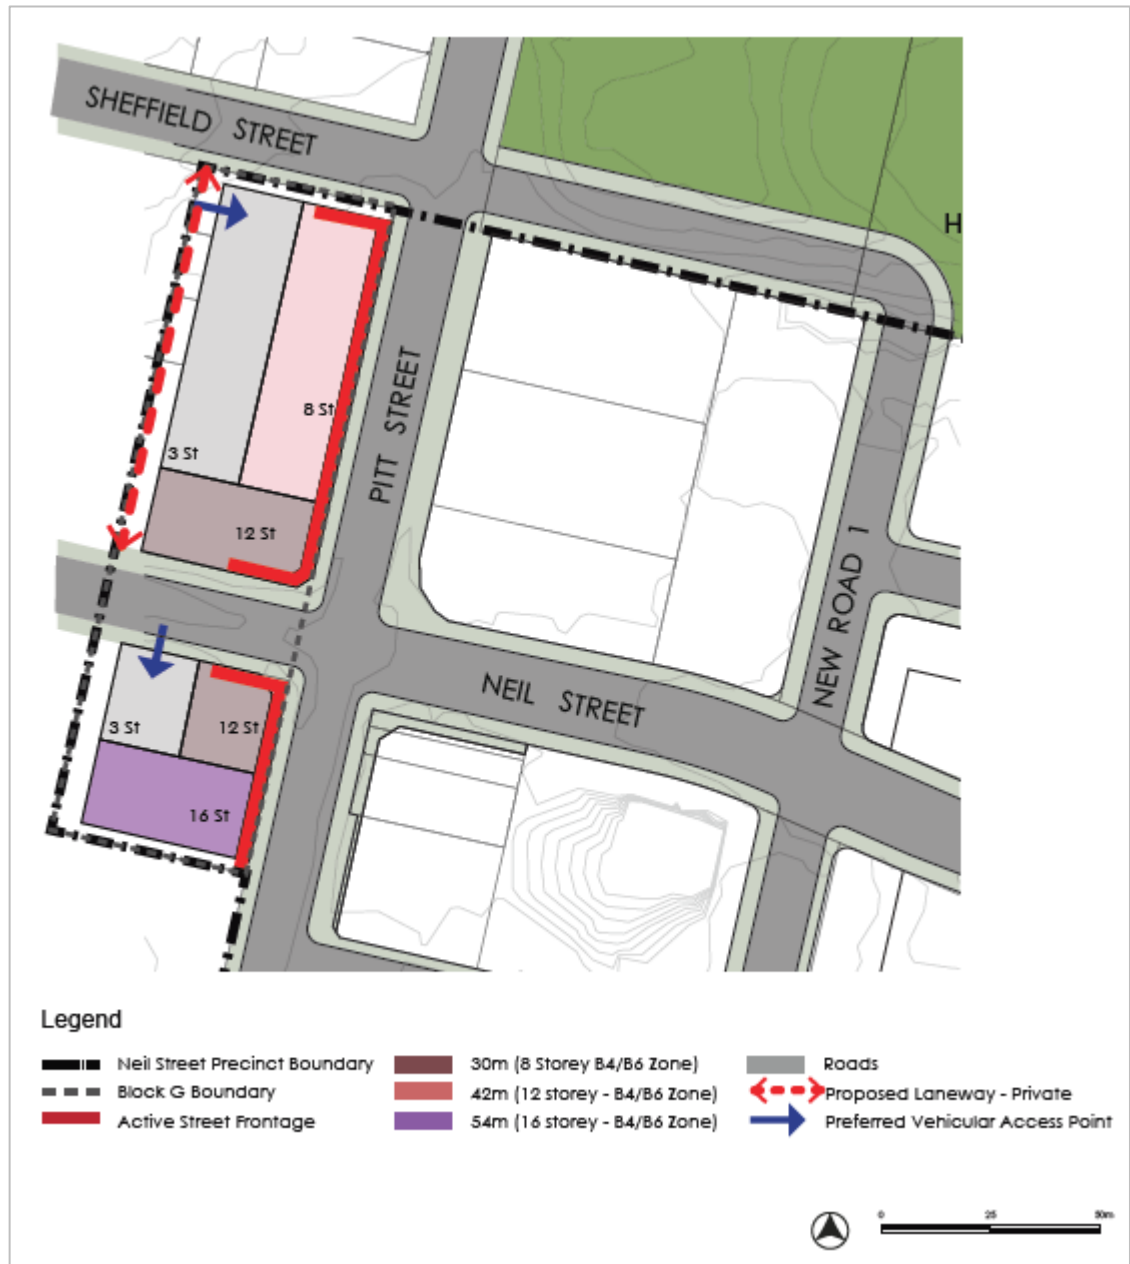 SHEFFIELD STREET
H
PITT STREET
8 St
3 St
12 St
NEW ROAD 1
NEIL STREET
3 St
12 St
16 St
Legend
Neil Street Precinct Boundary
30m (8 Storey B4/B6 Zone)
Roads
Block G Boundary
42m (12 storey - B4/B6 Zone)
Proposed Laneway - Private
Active Street Frontage
54m (16 storey - B4/B6 Zone)
Preferred Vehicular Access Point
0 25 50m